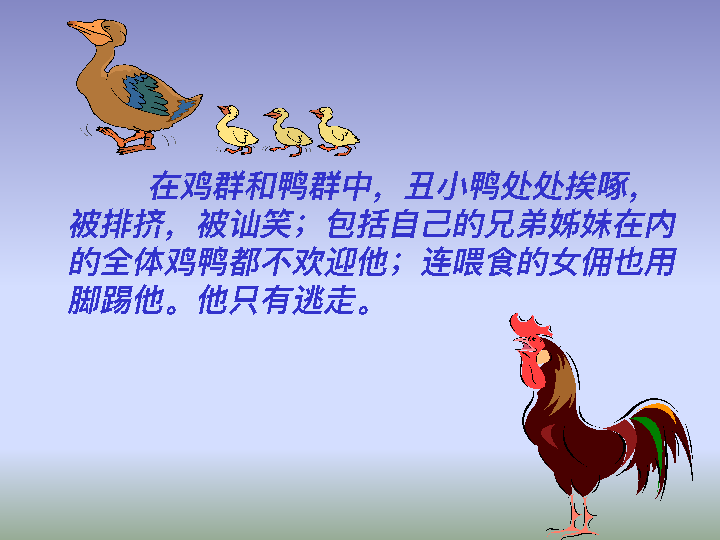 在鸡群和鸭群中，丑小鸭处处挨啄，
被排挤，被讪笑；包括自己的兄弟姊妹在内
的全体鸡鸭都不欢迎他；连喂食的女佣也用
脚踢他。他只有逃走。